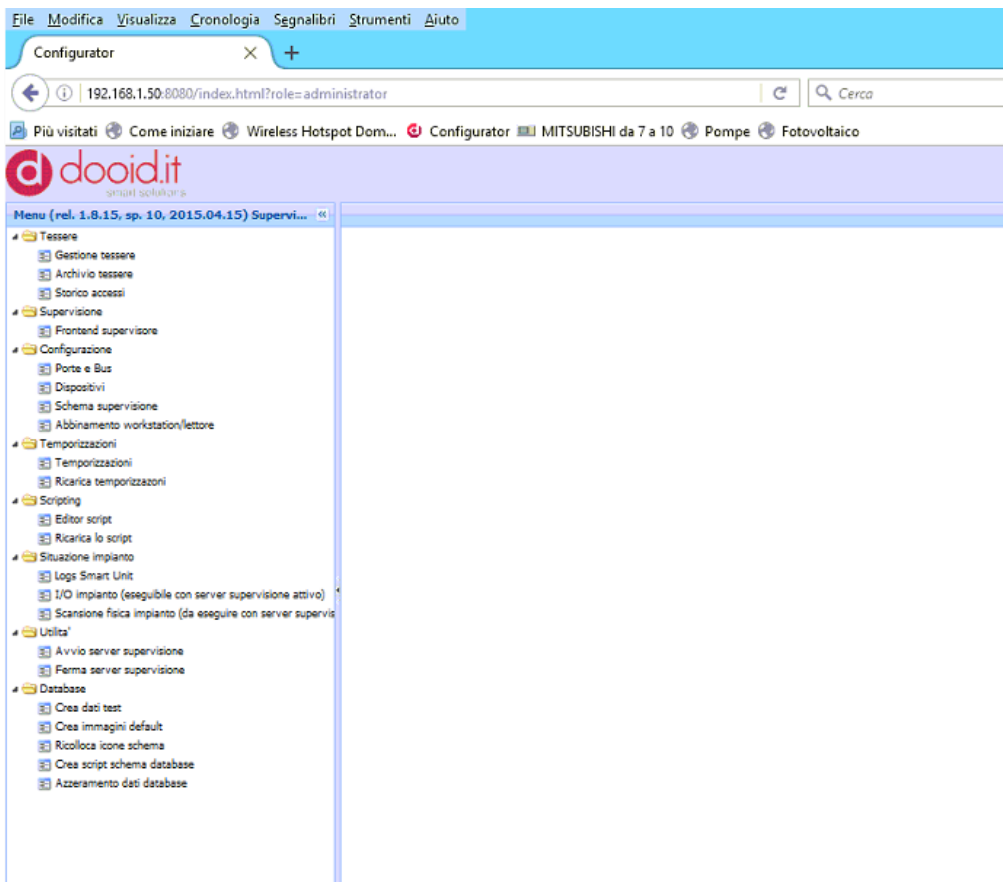 File Modifica Visualizza Cronologia Segnalibri Strumenti Aiuto
Configurator
192.168.1.50:8080/index.html?role=administrator
Cerca
Più visitati Come iniziare Wireless Hotspot Dom... Configurator MITSUBISHI da 7 a 10 Pompe Fotovoltaico
d dooid.it
smart solutions
Menu (rel. 1.8.15, sp. 10, 2015.04.15) Supervi...
Tessere
Gestione tessere
Archivio tessere
Storico accessi
Supervisione
Frontend supervisore
Configurazione
Porte e Bus
Dispositivi
Schema supervisione
Abbinamento workstation/lettore
Temporizzazioni
Temporizzazioni
Ricarica temporizzazoni
Scripting
Editor script
Ricarica lo script
Situazione impianto
Logs Smart Unit
I/O impianto (eseguibile con server supervisione attivo)
Scansione fisica impianto (da eseguire con server supervis
Utilita'
Avvio server supervisione
Ferma server supervisione
Database
Crea dati test
Crea immagini default
Ricolloca icone schema
Crea script schema database
Azzeramento dati database